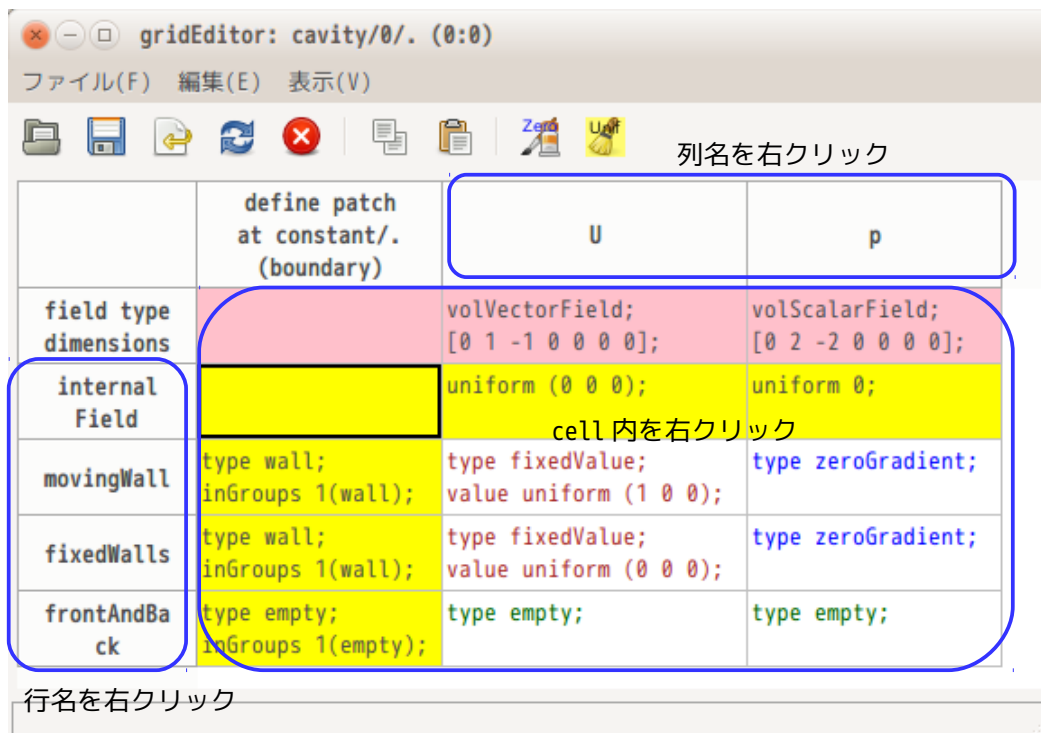 gridEditor: cavity/0/. (0:0)
ファイル(F) 編集(E) 表示(V)
Zero
Unif
列名を右クリック
define patch
at constant/.
(boundary)
U
p
field type
dimensions
volVectorField;
[0 1 -1 0 0 0 0];
volScalarField;
[0 2 -2 0 0 0 0];
internal
Field
uniform (0 0 0);
uniform 0;
cell 内を右クリック
movingWall
type wall;
inGroups 1(wall);
type fixedValue;
value uniform (1 0 0);
type zeroGradient;
fixedWalls
type wall;
inGroups 1(wall);
type fixedValue;
value uniform (0 0 0);
type zeroGradient;
frontAndBa
ck
type empty;
inGroups 1(empty);
type empty;
type empty;
行名を右クリック